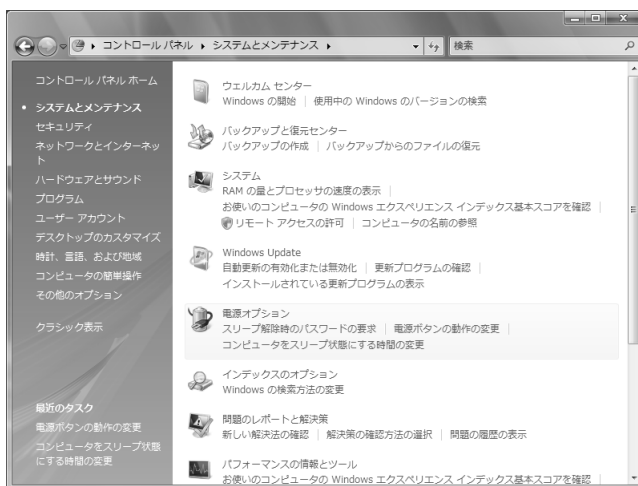 コントロール パネル ▸ システムとメンテナンス ▸
検索
コントロール パネル ホーム
• システムとメンテナンス
セキュリティ
ネットワークとインターネッ
ト
ハードウェアとサウンド
プログラム
ユーザー アカウント
デスクトップのカスタマイズ
時計、言語、および地域
コンピュータの簡単操作
その他のオプション
クラシック表示
最近のタスク
電源ボタンの動作の変更
コンピュータをスリープ状態
にする時間の変更
ウェルカム センター
Windows の開始 | 使用中の Windows のバージョンの検索
バックアップと復元センター
バックアップの作成 | バックアップからのファイルの復元
システム
RAM の量とプロセッサの速度の表示 |
お使いのコンピュータの Windows エクスペリエンス インデックス基本スコアを確認 |
リモート アクセスの許可 | コンピュータの名前の参照
Windows Update
自動更新の有効化または無効化 | 更新プログラムの確認 |
インストールされている更新プログラムの表示
電源オプション
スリープ解除時のパスワードの要求 | 電源ボタンの動作の変更 |
コンピュータをスリープ状態にする時間の変更
インデックスのオプション
Windows の検索方法の変更
問題のレポートと解決策
新しい解決法の確認 | 解決策の確認方法の選択 | 問題の履歴の表示
パフォーマンスの情報とツール
お使いのコンピュータの Windows エクスペリエンス インデックス基本スコアを確認 |